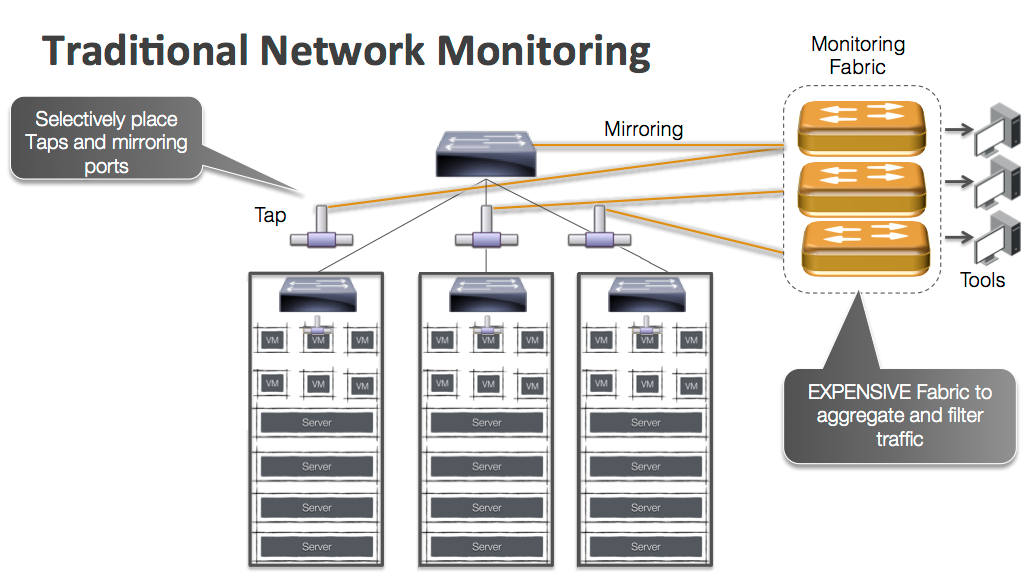 Traditional Network Monitoring
Monitoring
Fabric
Selectively place
Taps and mirroring
ports
Mirroring
Tap
Tools
VM VM VM VM VM VM VM VM VM
VM VM VM VM VM VM VM VM VM
Server Server Server
Server Server Server
Server Server Server
Server Server Server
EXPENSIVE Fabric to
aggregate and filter
traffic